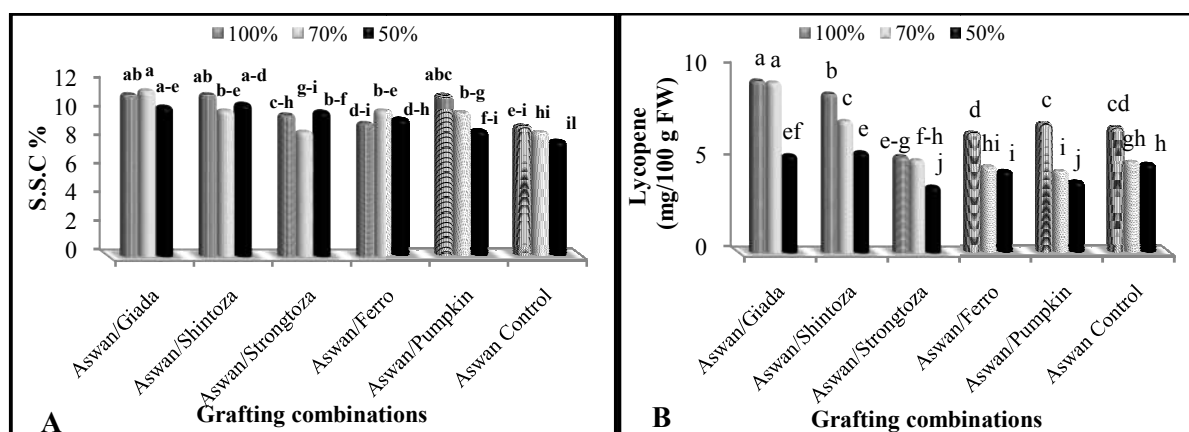 100% 70% 50%
S.S.C %
12
10
8
6
4
2
0
ab a a-e
ab b-e a-d
c-h g-i b-f
d-i b-e d-h
abc b-g f-i
e-i hi il
Aswan/Giada
Aswan/Shintoza
Aswan/Strongtoza
Aswan/Ferro
Aswan/Pumpkin
Aswan Control
A
Grafting combinations
100% 70% 50%
Lycopene
(mg/100 g FW)
10
5
0
a a ef
b c e
e-g f-h j
d hi i
c i j
cd gh h
Aswan/Giada
Aswan/Shintoza
Aswan/Strongtoza
Aswan/Ferro
Aswan/Pumpkin
Aswan Control
B
Grafting combinations